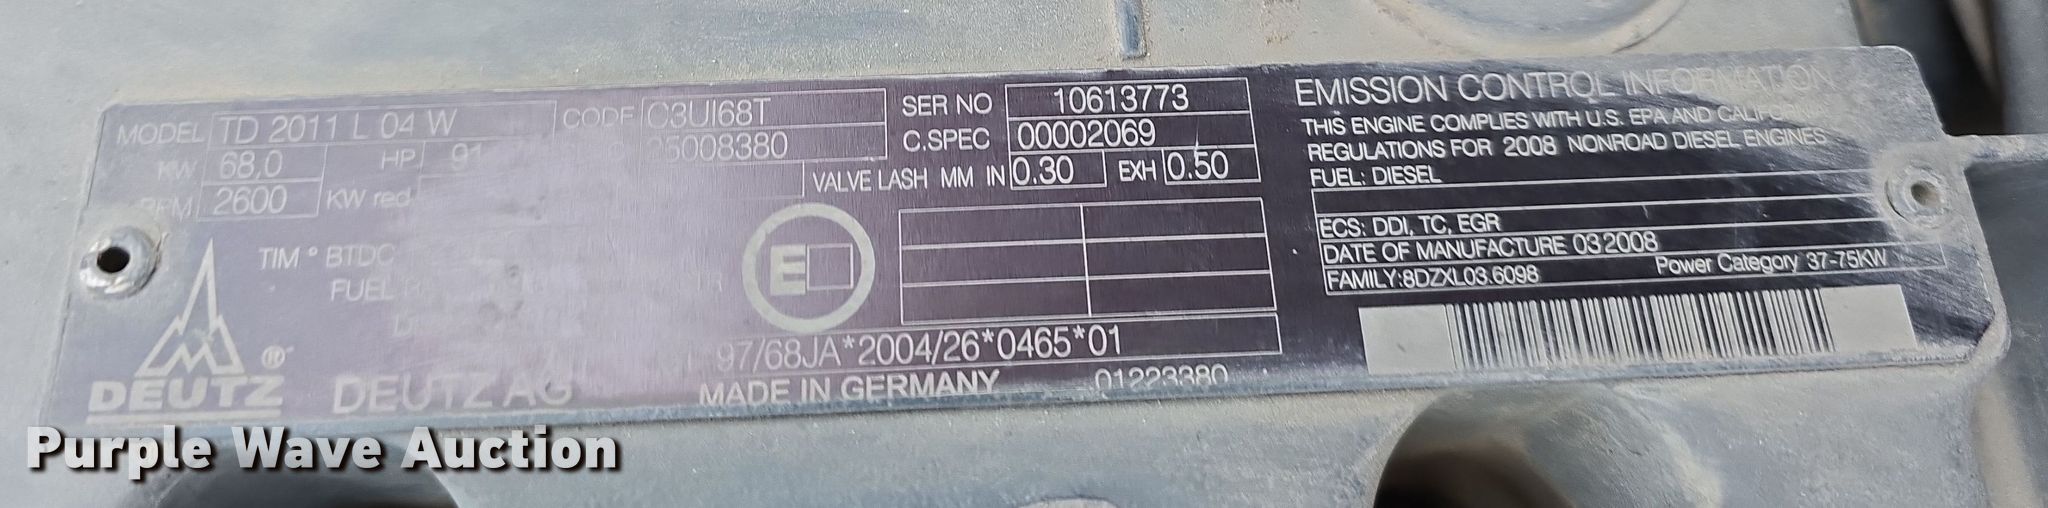 MODEL TD 2011 L 04 W CODE C3UI68T SER NO 10613773
KW 68,0 HP 91 25008380 C.SPEC 00002069
RPM 2600 KW red VALVE LASH MM IN 0.30 EXH 0.50
TIM ° BTDC
FUEL
E
97/68JA*2004/26*0465*01
DEUTZ ® DEUTZ AG MADE IN GERMANY 01223380
EMISSION CONTROL INFORMATION
THIS ENGINE COMPLIES WITH U.S. EPA AND CALIFORNIA
REGULATIONS FOR 2008 NONROAD DIESEL ENGINES
FUEL: DIESEL
ECS: DDI, TC, EGR
DATE OF MANUFACTURE 03 2008
FAMILY:8DZXL03.6098 Power Category 37-75KW
Purple Wave Auction